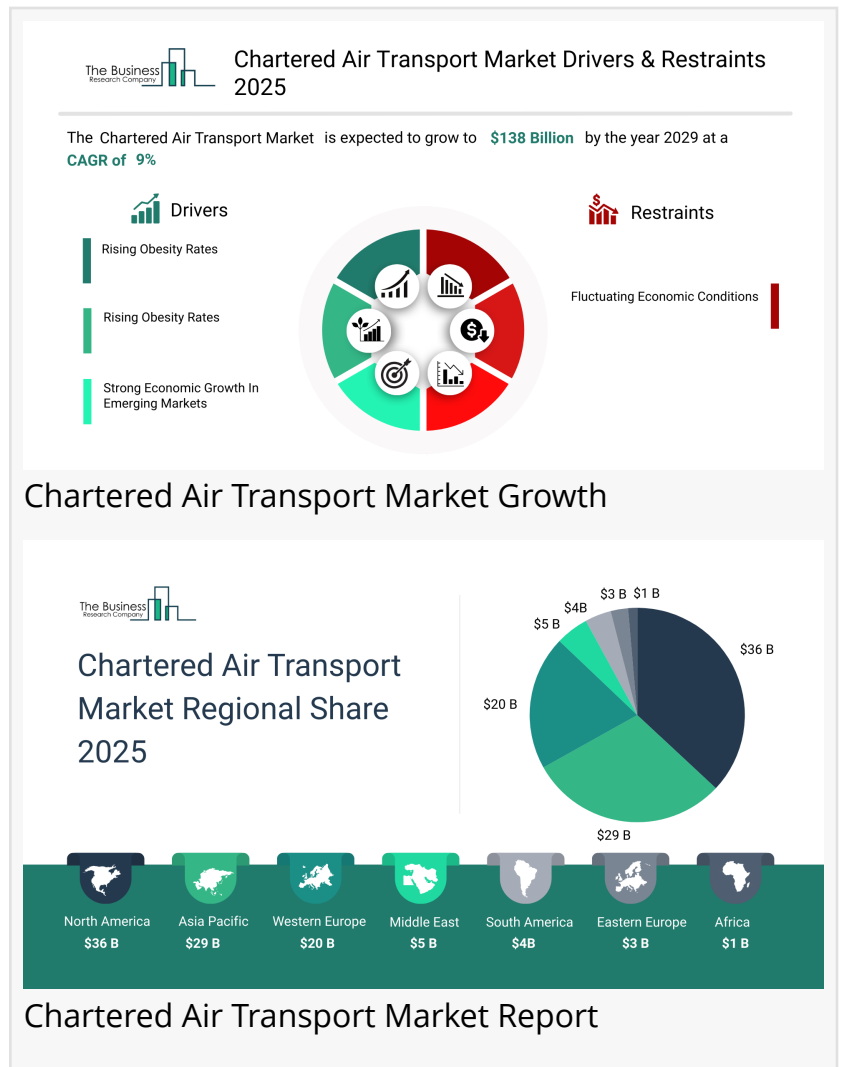 The Business
Research Company
Chartered Air Transport Market Drivers & Restraints
2025
The Chartered Air Transport Market is expected to grow to $138 Billion by the year 2029 at a
CAGR of 9%
Drivers
Rising Obesity Rates
Rising Obesity Rates
Strong Economic Growth In
Emerging Markets
Restraints
Fluctuating Economic Conditions
Chartered Air Transport Market Growth
The Business
Research Company
Chartered Air Transport
Market Regional Share
2025
$3 B $1 B
$4B
$5 B
$36 B
$20 B
$29 B
North America Asia Pacific Western Europe Middle East South America Eastern Europe Africa
$36 B $29 B $20 B $5 B $4B $3 B $1 B
Chartered Air Transport Market Report